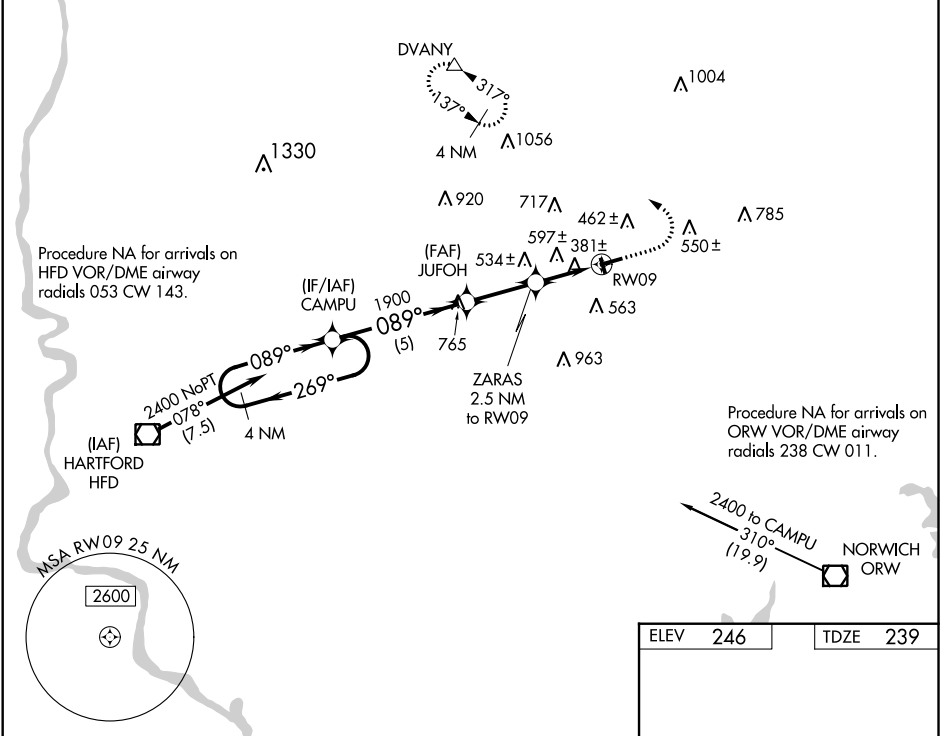 DVANY
317°
137°
4 NM
1004
1056
1330
920
717
462±
785
550±
597±
381±
534±
RW09
563
Procedure NA for arrivals on
HFD VOR/DME airway
radials 053 CW 143.
(FAF)
JUFOH
(IF/IAF)
CAMPU
1900
089°
(5)
765
ZARAS
2.5 NM
to RW09
963
089°
269°
4 NM
2400 NoPT
078°
(7.5)
(IAF)
HARTFORD
HFD
Procedure NA for arrivals on
ORW VOR/DME airway
radials 238 CW 011.
2400 to CAMPU
310°
(19.9)
NORWICH
ORW
MSA RW09 25 NM
2600
ELEV 246
TDZE 239